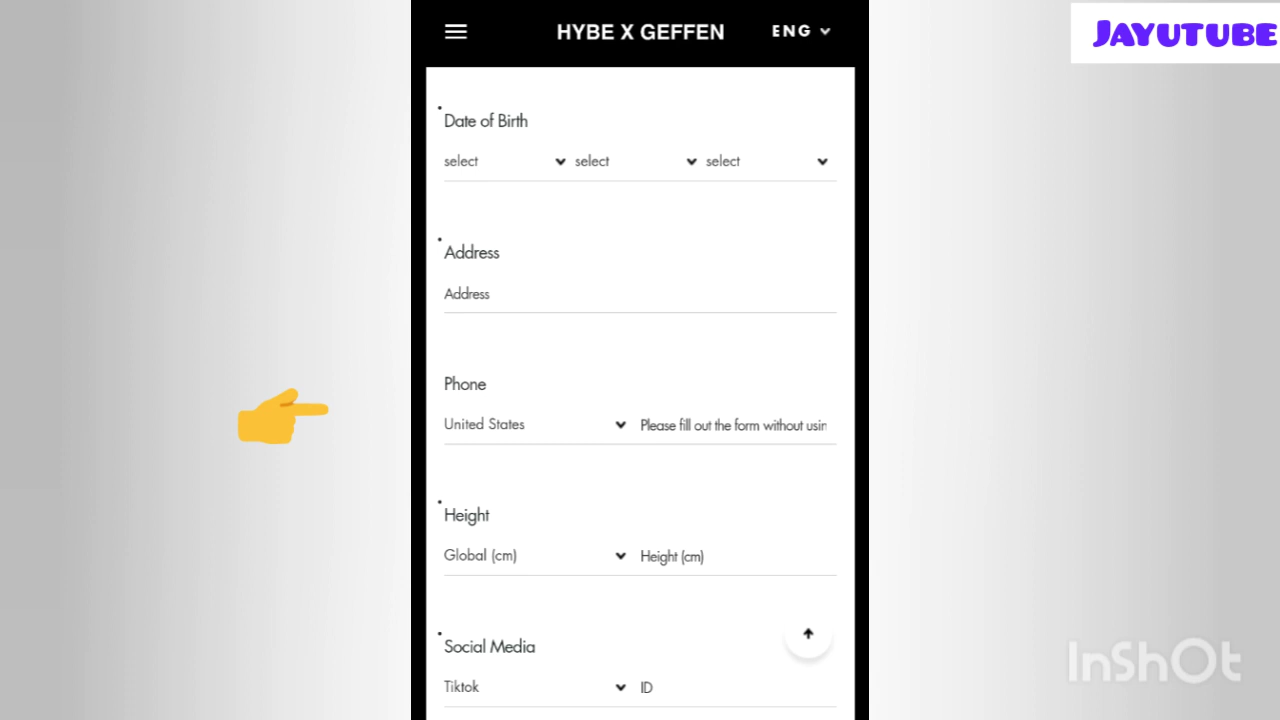 HYBE X GEFFEN
ENG
JAYUTUBE
Date of Birth
select select select
Address
Address
Phone
United States Please fill out the form without usin
Height
Global (cm) Height (cm)
Social Media
Tiktok ID
InShOt